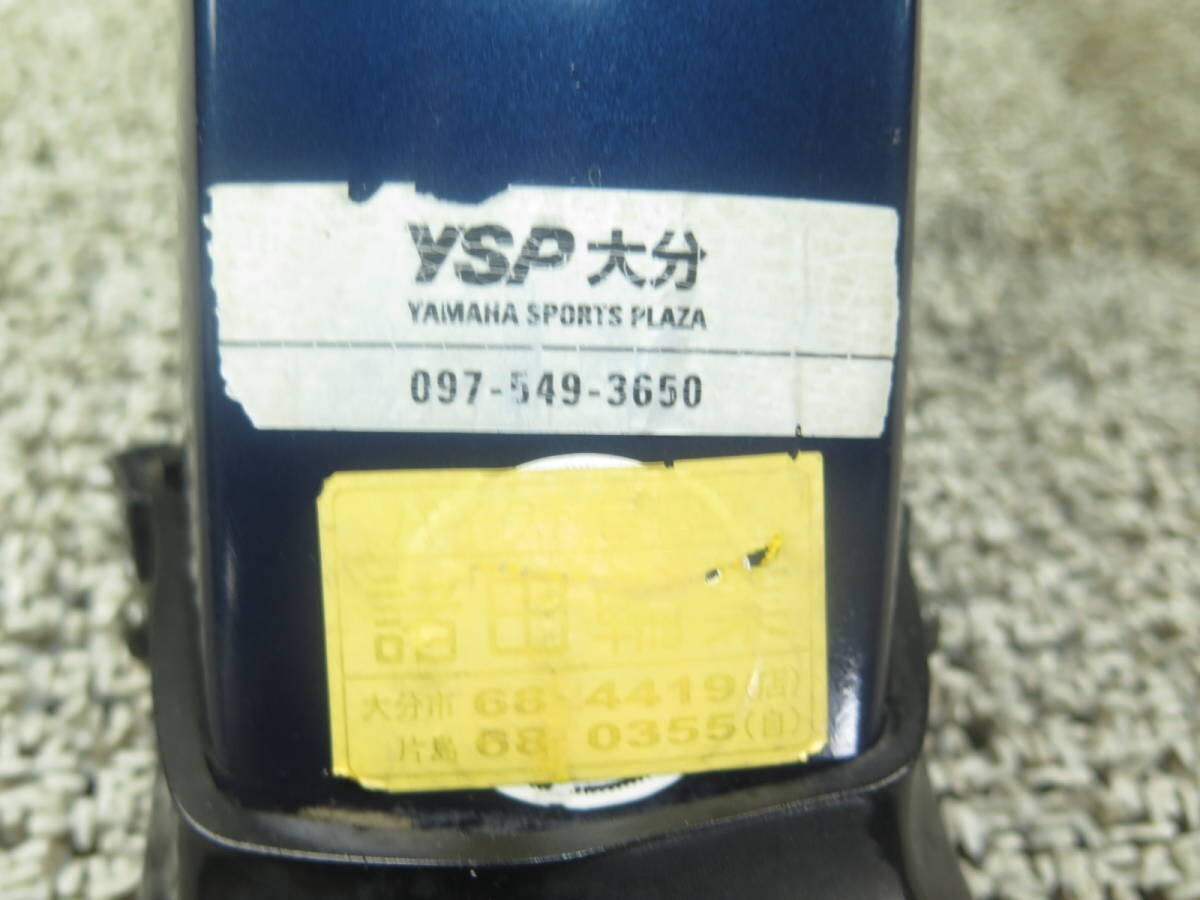 YSP大分
YAMAHA SPORTS PLAZA
097-549-3650
大分市 68-4419(店)
片島 68-0355(自)